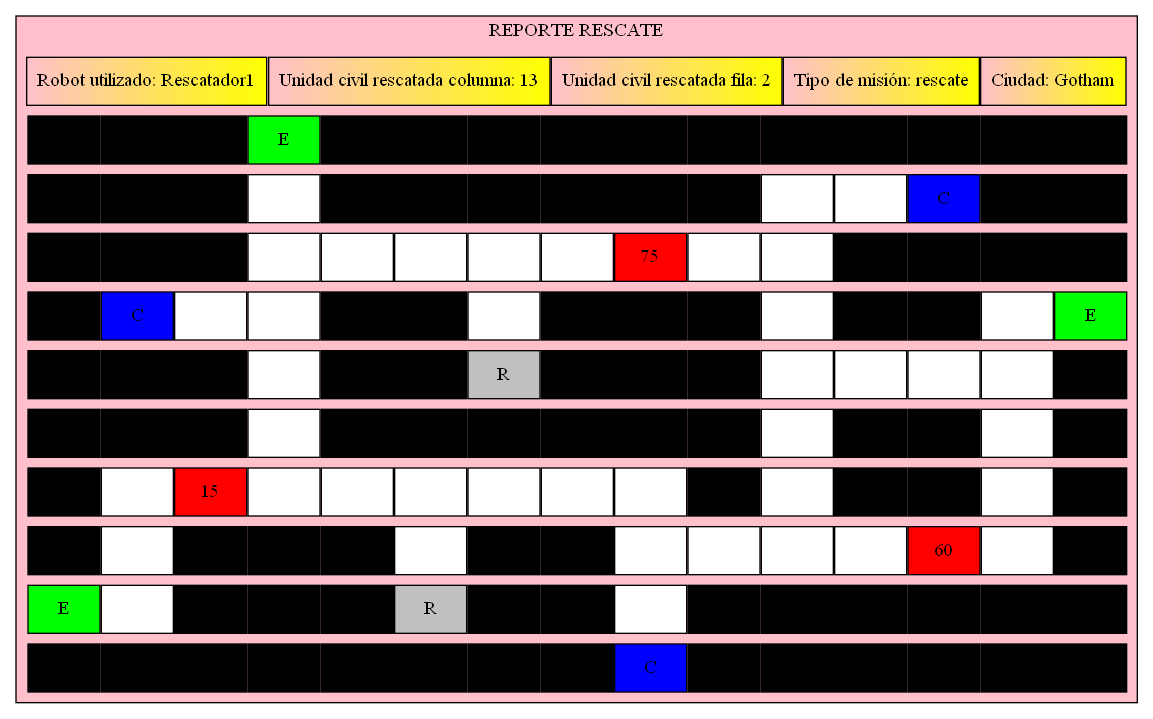 REPORTE RESCATE
Robot utilizado: Rescatador1 Unidad civil rescatada columna: 13 Unidad civil rescatada fila: 2 Tipo de misión: rescate Ciudad: Gotham
E
C
75
C E
R
15
60
E R
C